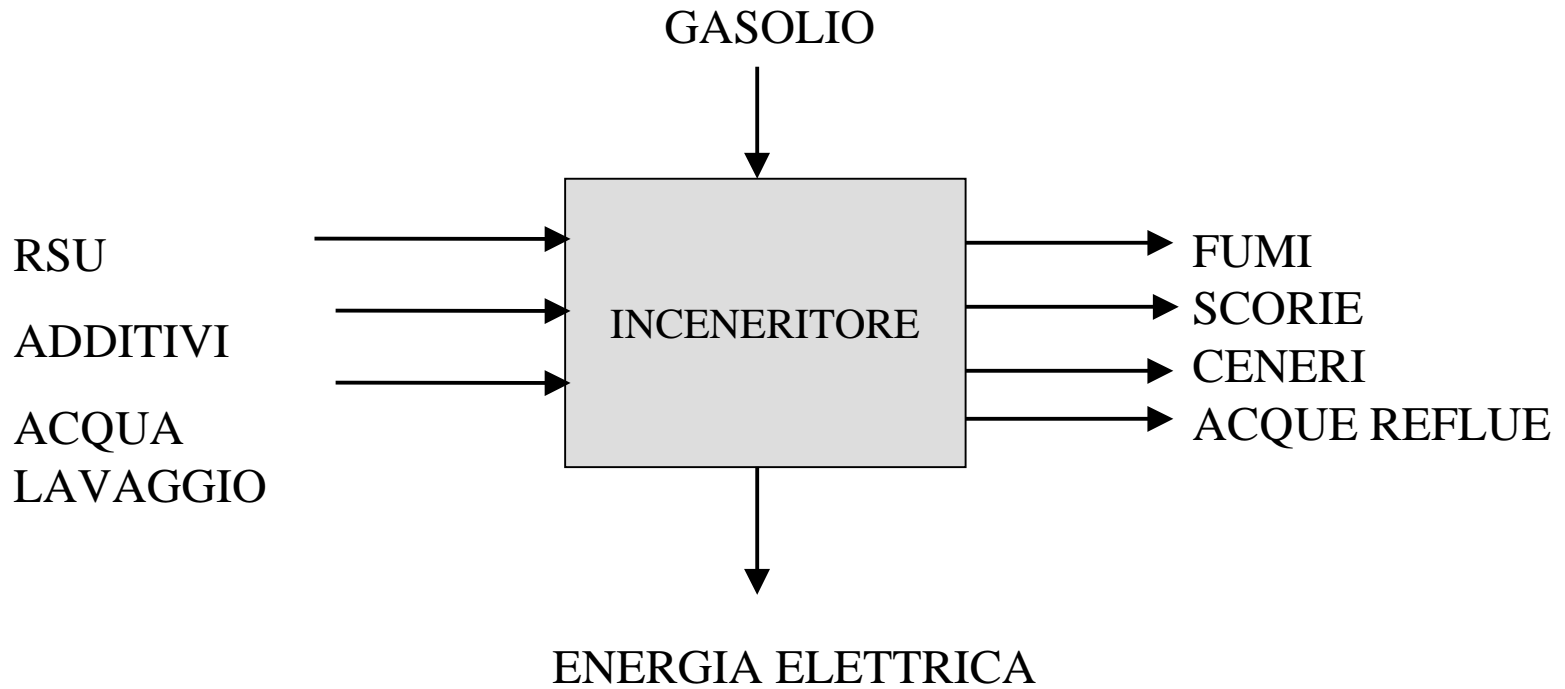 GASOLIO
RSU
ADDITIVI
ACQUA
LAVAGGIO
INCENERITORE
FUMI
SCORIE
CENERI
ACQUE REFLUE
ENERGIA ELETTRICA